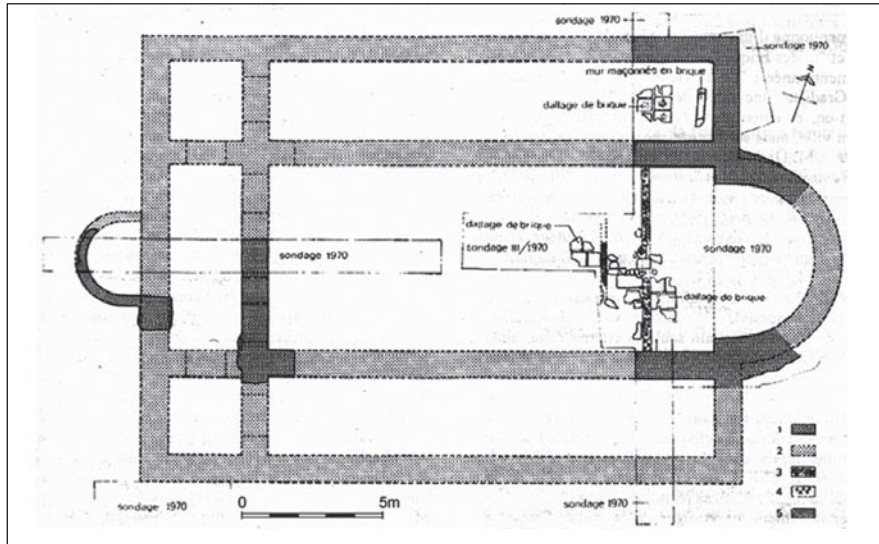 sondage 1970
sondage 1970
mur maçonnés en brique
dallage de brique
dallage de brique
sondage III/1970
sondage 1970
sondage 1970
dallage de brique
1
2
3
4
5
sondage 1970
0 5m
sondage 1970